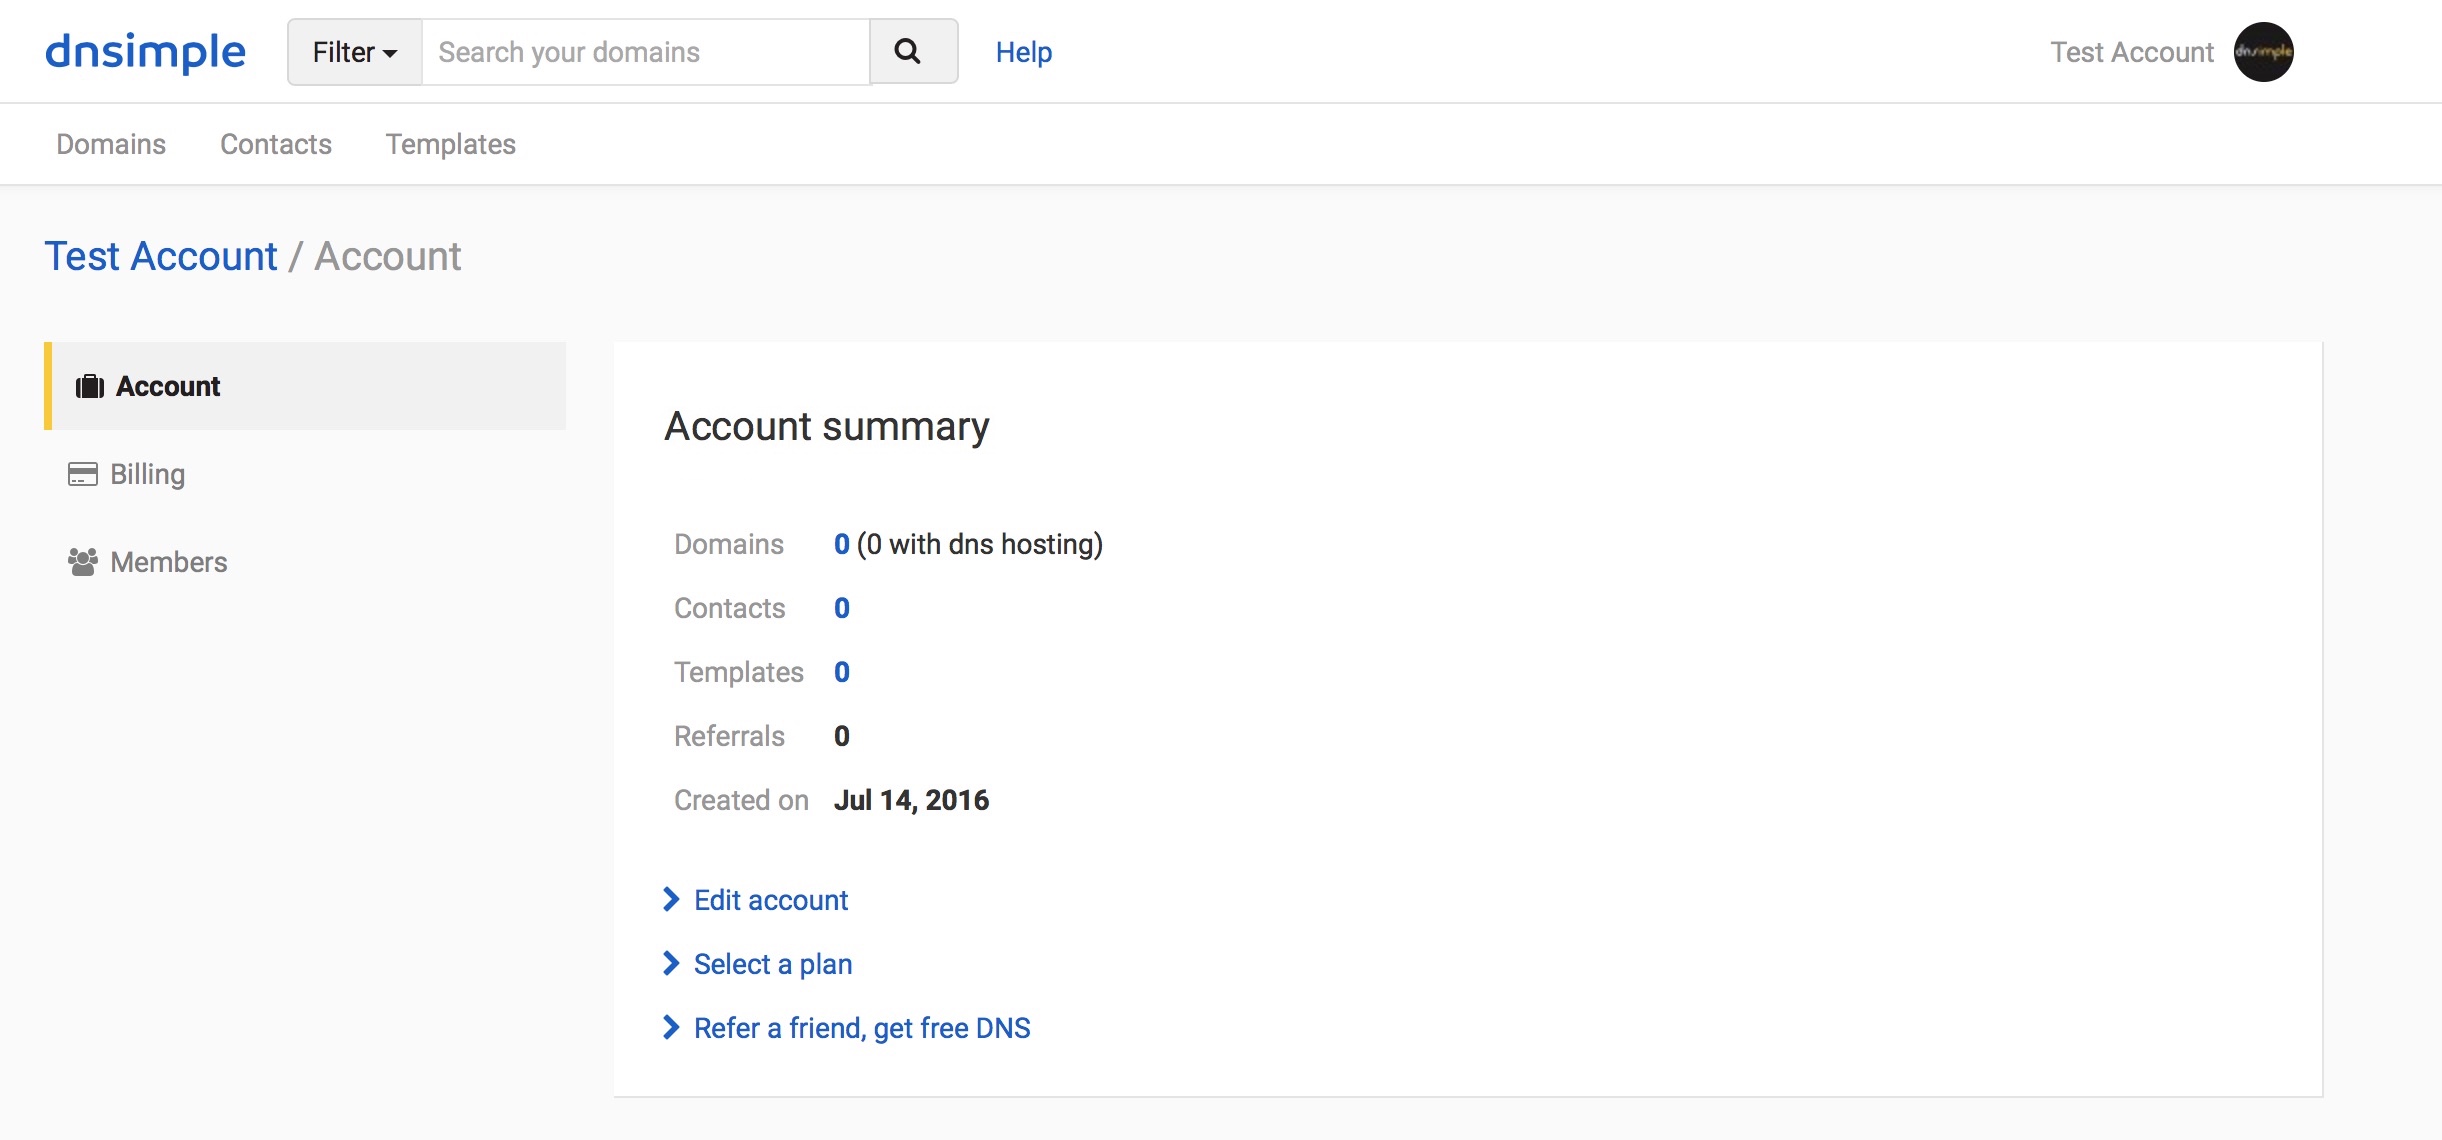 dnsimple Filter Search your domains Help Test Account dnsimple
Domains Contacts Templates
Test Account / Account
Account
Billing
Members
Account summary
Domains 0 (0 with dns hosting)
Contacts 0
Templates 0
Referrals 0
Created on Jul 14, 2016
Edit account
Select a plan
Refer a friend, get free DNS